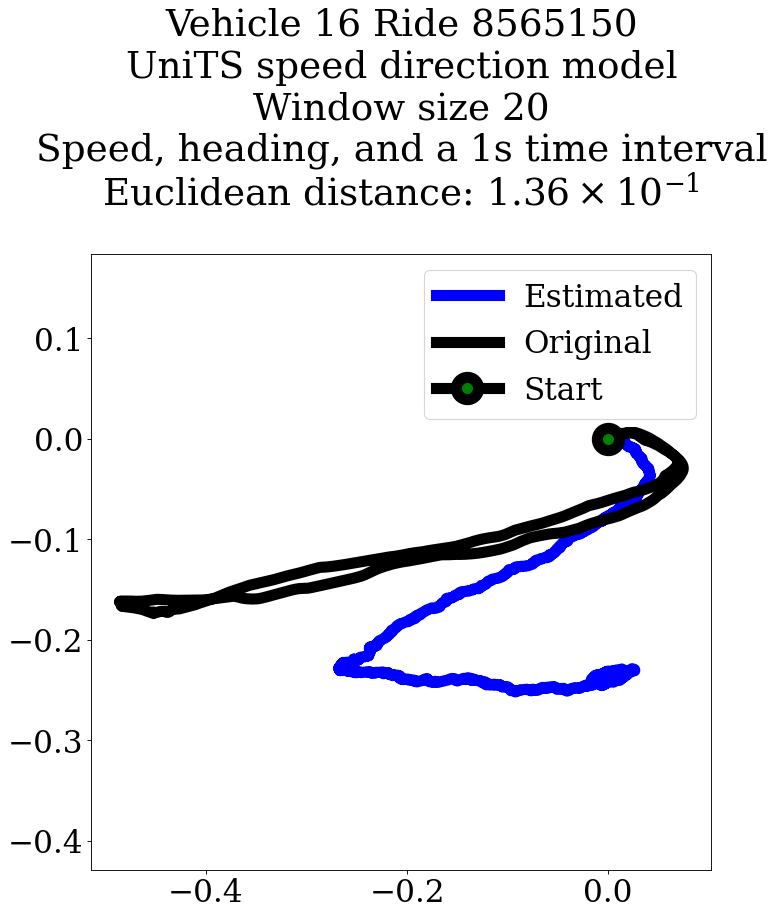 Vehicle 16 Ride 8565150
UniTS speed direction model
Window size 20
Speed, heading, and a 1s time interval
Euclidean distance: 1.36 × 10⁻¹
Estimated
Original
Start
0.1
0.0
−0.1
−0.2
−0.3
−0.4
−0.4 −0.2 0.0